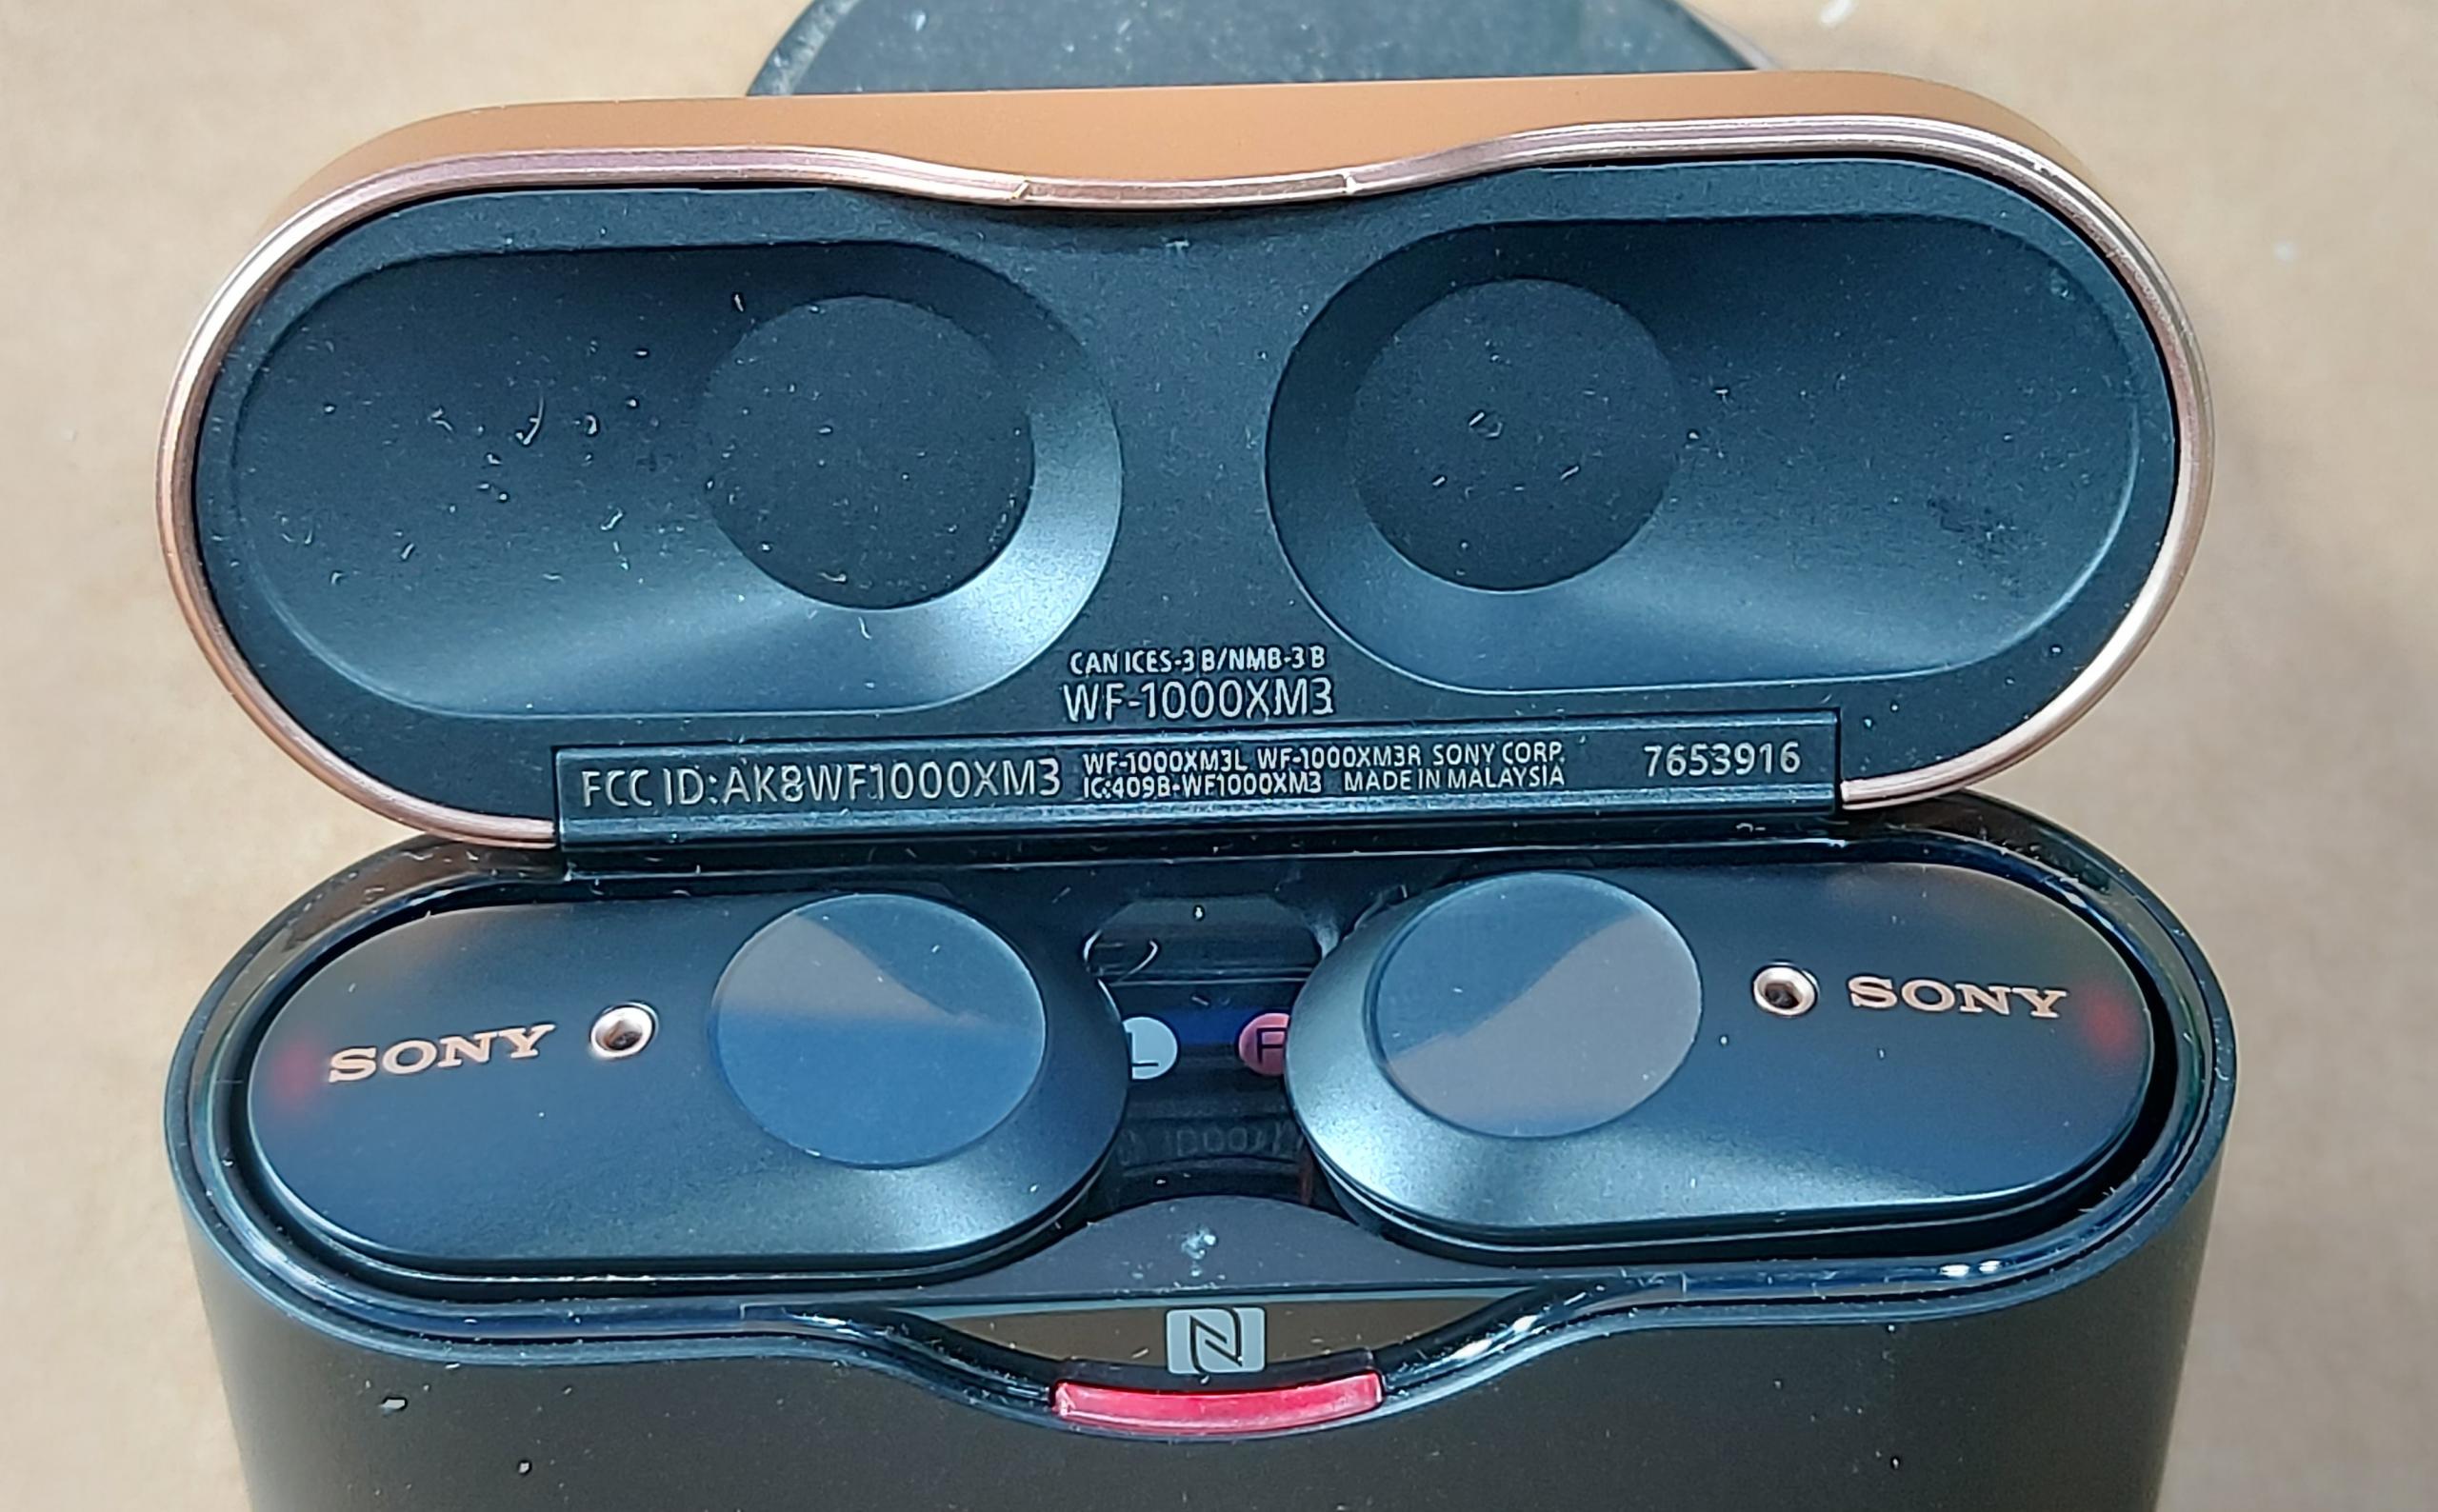 CAN ICES-3 B/NMB-3 B
WF-1000XM3
FCC ID:AK8WF1000XM3
WF-1000XM3L WF-1000XM3R SONY CORP.
IC:409B-WF1000XM3 MADE IN MALAYSIA
7653916
SONY
SONY
L